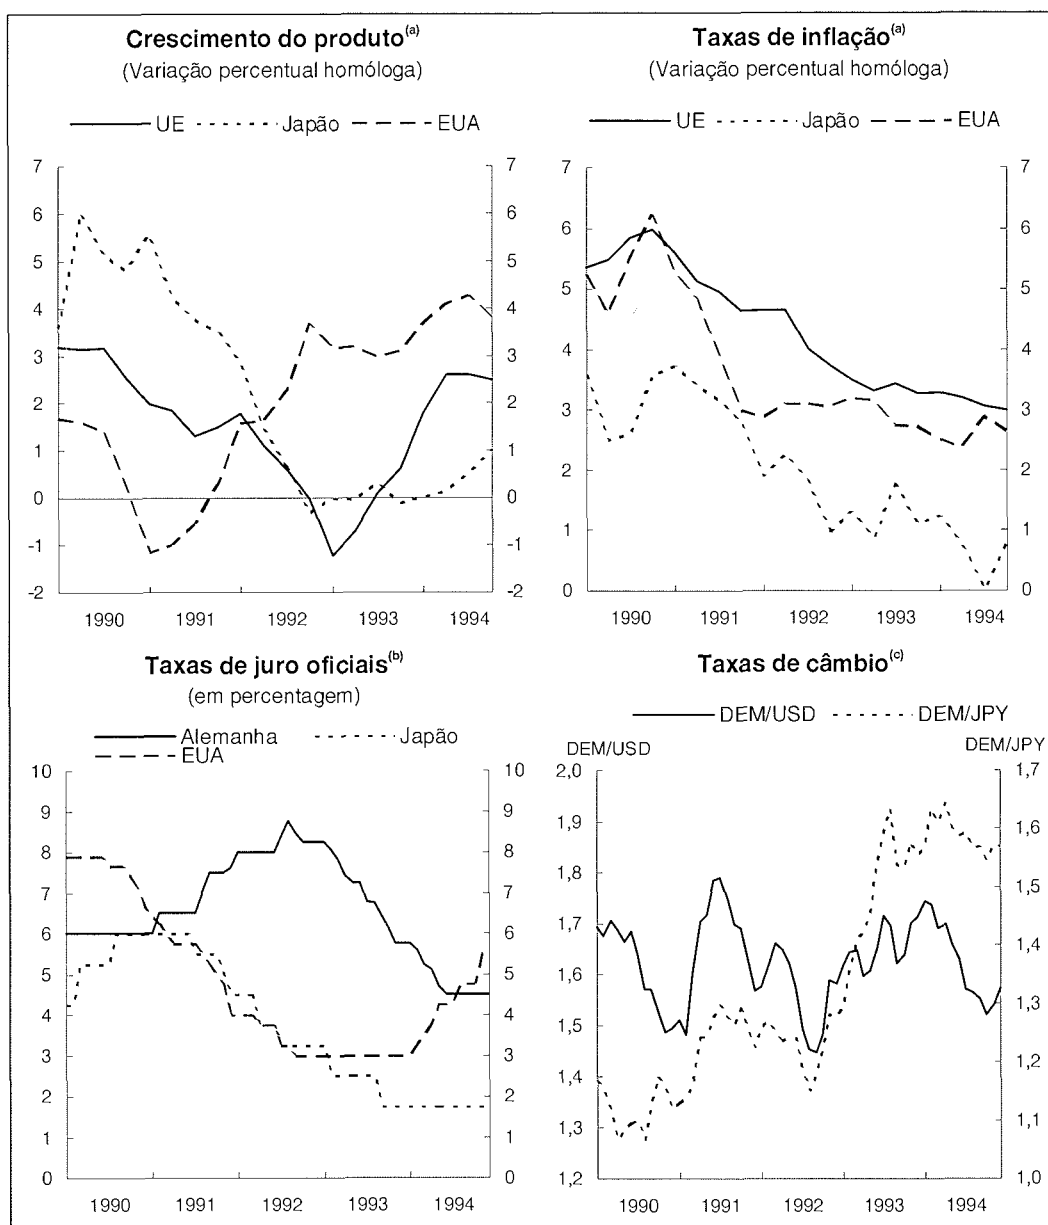 Crescimento do produto(a)
(Variação percentual homóloga)
UE Japão EUA
7 7
6 6
5 5
4 4
3 3
2 2
1 1
0 0
-1 -1
-2 -2
1990 1991 1992 1993 1994
Taxas de inflação(a)
(Variação percentual homóloga)
UE Japão EUA
7 7
6 6
5 5
4 4
3 3
2 2
1 1
0 0
1990 1991 1992 1993 1994
Taxas de juro oficiais(b)
(em percentagem)
Alemanha Japão
EUA
10 10
9 9
8 8
7 7
6 6
5 5
4 4
3 3
2 2
1 1
0 0
1990 1991 1992 1993 1994
Taxas de câmbio(c)
DEM/USD DEM/JPY
DEM/USD DEM/JPY
2,0 1,7
1,9 1,6
1,8 1,5
1,7 1,4
1,6 1,3
1,5 1,2
1,4 1,1
1,3 1,0
1,2
1990 1991 1992 1993 1994